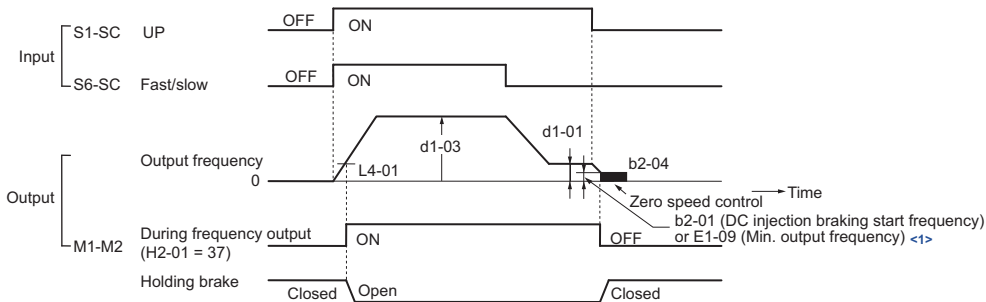 OFF
ON
S1-SC UP
Input
OFF
ON
S6-SC Fast/slow
d1-01
d1-03
b2-04
Output frequency
L4-01
0
Time
Zero speed control
Output
b2-01 (DC injection braking start frequency)
or E1-09 (Min. output frequency) <1>
M1-M2
During frequency output
(H2-01 = 37)
ON
OFF
Holding brake
Closed
Open
Closed